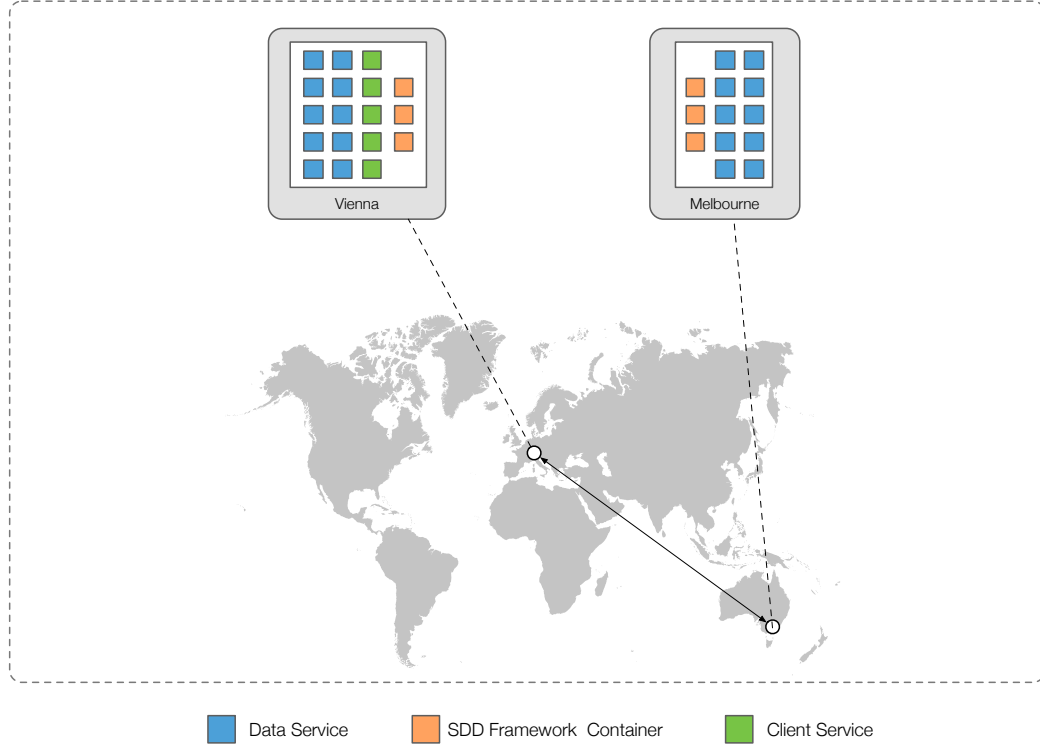 Vienna
Melbourne
Data Service
SDD Framework Container
Client Service